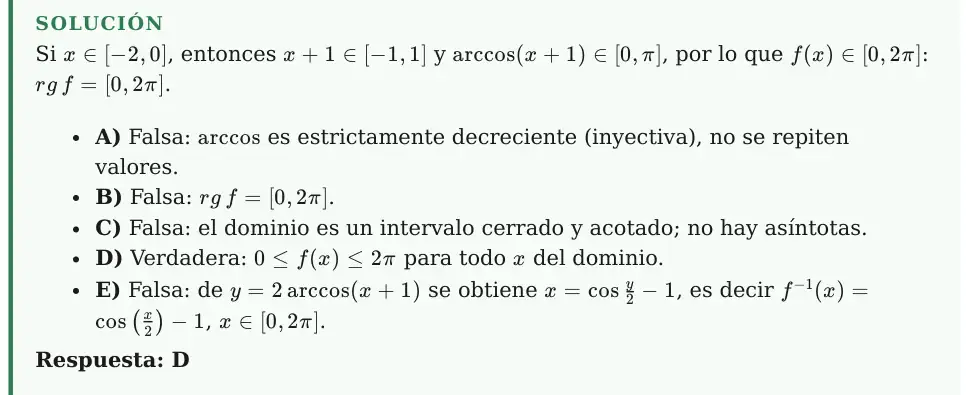 SOLUCIÓN
Si x ∈ [−2, 0], entonces x + 1 ∈ [−1, 1] y arccos(x + 1) ∈ [0, π], por lo que f(x) ∈ [0, 2π]:
rg f = [0, 2π].
• A) Falsa: arccos es estrictamente decreciente (inyectiva), no se repiten
valores.
• B) Falsa: rg f = [0, 2π].
• C) Falsa: el dominio es un intervalo cerrado y acotado; no hay asíntotas.
• D) Verdadera: 0 ≤ f(x) ≤ 2π para todo x del dominio.
• E) Falsa: de y = 2 arccos(x + 1) se obtiene x = cos y/2 − 1, es decir f⁻¹(x) =
cos (x/2) − 1, x ∈ [0, 2π].
Respuesta: D